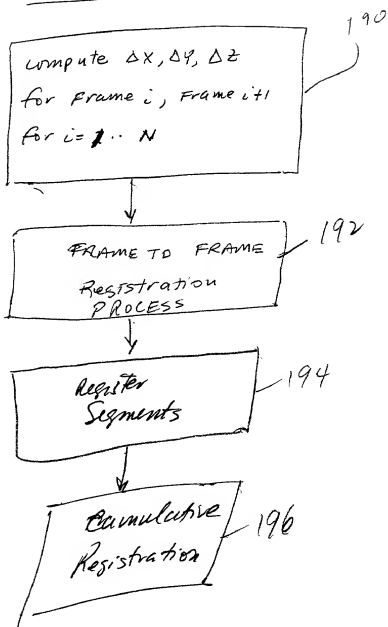 190
compute ΔX, ΔY, ΔZ
for Frame i, Frame i+1
for i= 1 .. N
192
FRAME TO FRAME
Registration
PROCESS
194
Register
Segments
196
Cumulative
Registration